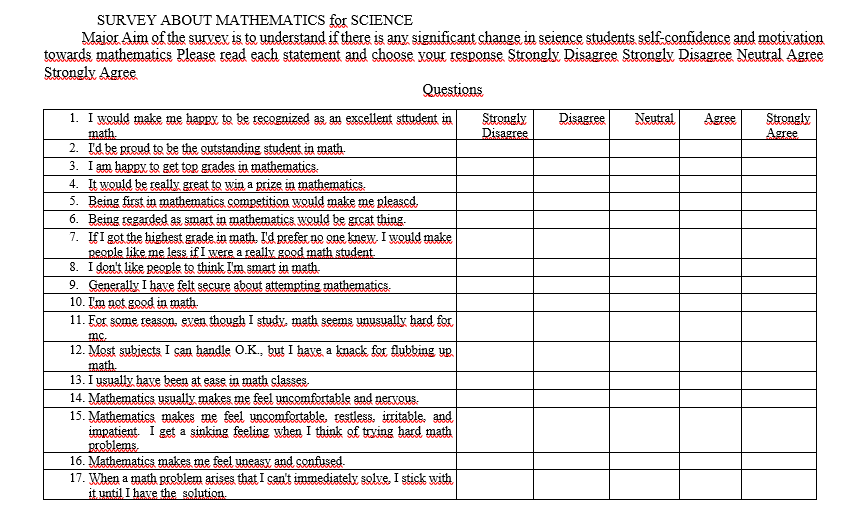 SURVEY ABOUT MATHEMATICS for SCIENCE
Major Aim of the survey is to understand if there is any significant change in seience students self-confidence and motivation
towards mathematics Please read each statement and choose your response Strongly Disagree Strongly Disagree Neutral Agree
Strongly Agree
Questions
1. I would make me happy to be recognized as an excellent sttudent in
math.
Strongly Disagree
Disagree
Neutral
Agree
Strongly Agree
2. I'd be proud to be the outstanding student in math.
3. I am happy to get top grades in mathematics.
4. It would be really great to win a prize in mathematics.
5. Being first in mathematics competition would make me pleascd.
6. Being regarded as smart in mathematics would be grcat thing.
7. If I got the highest grade in math, I'd prefer no one knew. I would make
people like me less if I were a really good math student.
8. I don't like people to think I'm smart in math.
9. Generally I have felt secure about attempting mathematics.
10. I'm not good in math.
11. For some reason, even though I study, math seems unusually hard for
mc.
12. Most subjects I can handle O.K., but I have a knack for flubbing up
math.
13. I usually have been at ease in math classes.
14. Mathematics usually makes me feel uncomfortable and nervous.
15. Mathematics makes me feel uncomfortable, restless, irritable, and
impatient. I get a sinking feeling when I think of trying hard math
problems.
16. Mathematics makes me feel uneasy and confused.
17. When a math problem arises that I can't immediately solve, I stick with
it until I have the solution.